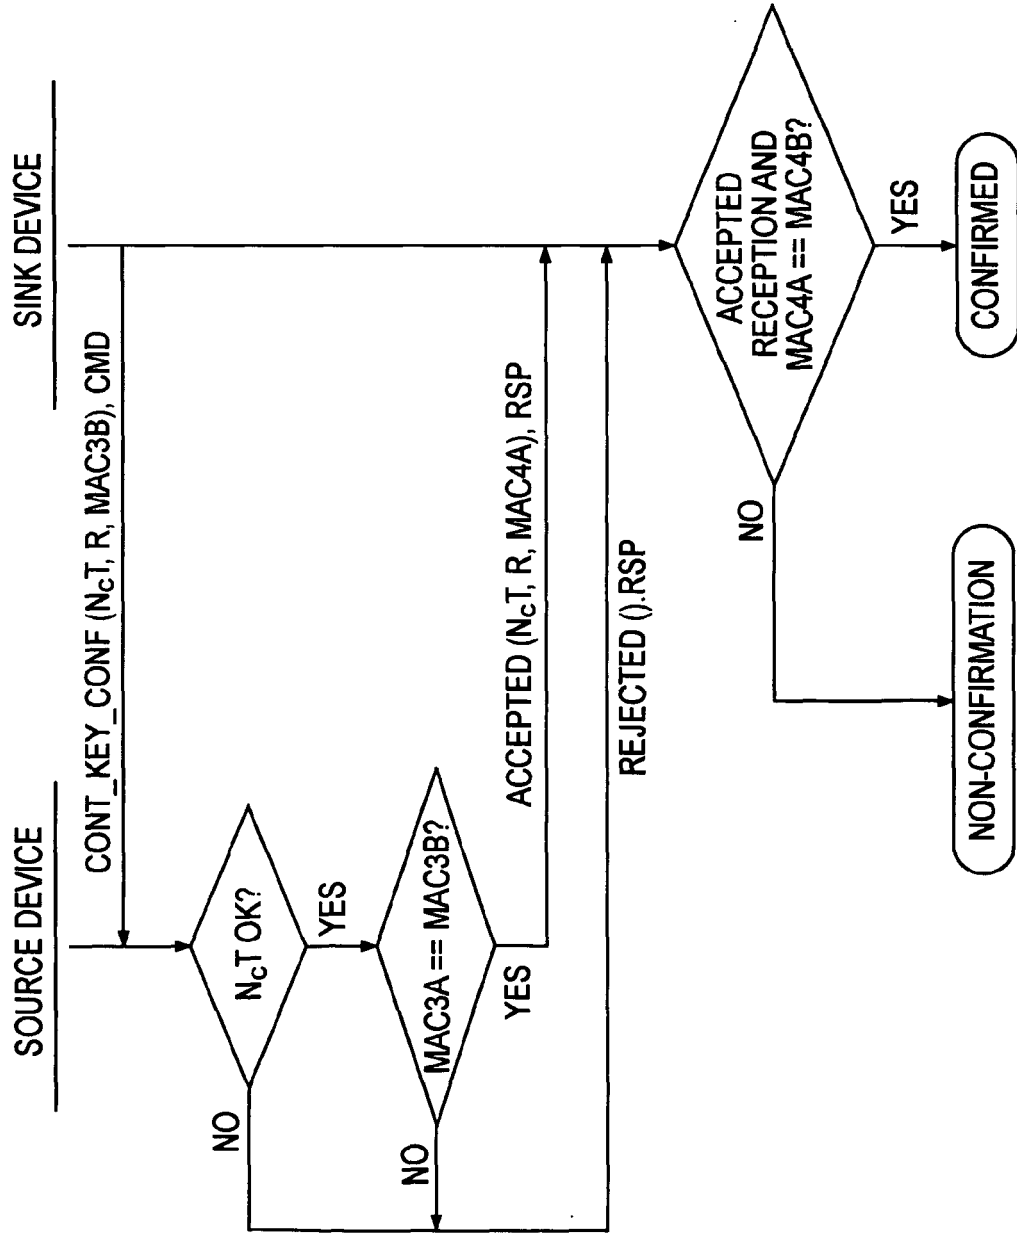 SOURCE DEVICE
SINK DEVICE
CONT_KEY_CONF (NCT, R, MAC3B), CMD
NCT OK?
NO
YES
MAC3A == MAC3B?
NO
YES
ACCEPTED (NCT, R, MAC4A), RSP
REJECTED ().RSP
ACCEPTED
RECEPTION AND
MAC4A == MAC4B?
NO
YES
NON-CONFIRMATION
CONFIRMED